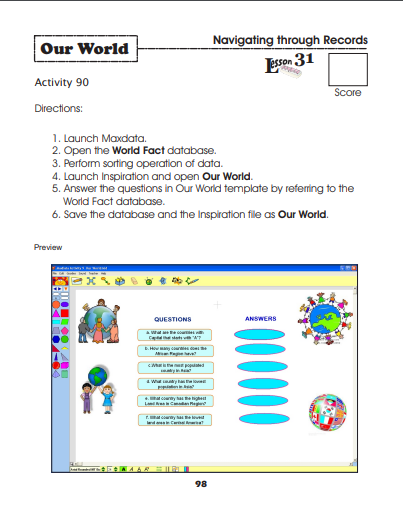 Navigating through Records
Our World
Lesson 31
Activity 90
Score
Directions:
1. Launch Maxdata.
2. Open the World Fact database.
3. Perform sorting operation of data.
4. Launch Inspiration and open Our World.
5. Answer the questions in Our World template by referring to the
World Fact database.
6. Save the database and the Inspiration file as Our World.
Preview
QUESTIONS
ANSWERS
a. What are the countries with
Capital that starts with "A"?
b. How many countries does the
African Region have?
c. What is the most populated
country in Asia?
d. What country has the lowest
population in Asia?
e. What country has the highest
Land Area in Canadian Region?
f. What country has the lowest
land area in Central America?
98